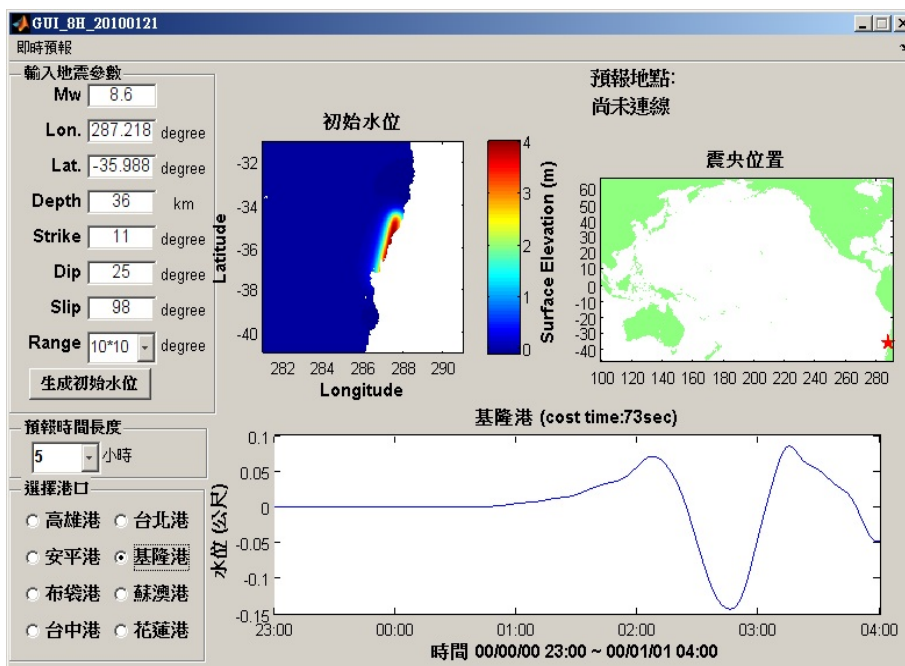 GUI_8H_20100121
即時預報
輸入地震參數
Mw 8.6
Lon. 287.218 degree
Lat. -35.988 degree
Depth 36 km
Strike 11 degree
Dip 25 degree
Slip 98 degree
Range 10*10 degree
生成初始水位
預報時間長度
5 小時
選擇港口
高雄港 台北港
安平港 基隆港
布袋港 蘇澳港
台中港 花蓮港
預報地點:
尚未連線
初始水位
Latitude
-32
-34
-36
-38
-40
282 284 286 288 290
Longitude
4
3
2
1
0
Surface Elevation (m)
震央位置
60
50
40
30
20
10
0
-10
-20
-30
-40
100 120 140 160 180 200 220 240 260 280
基隆港 (cost time:73sec)
水位 (公尺)
0.1
0.05
0
-0.05
-0.1
-0.15
23:00 00:00 01:00 02:00 03:00 04:00
時間 00/00/00 23:00 ~ 00/01/01 04:00